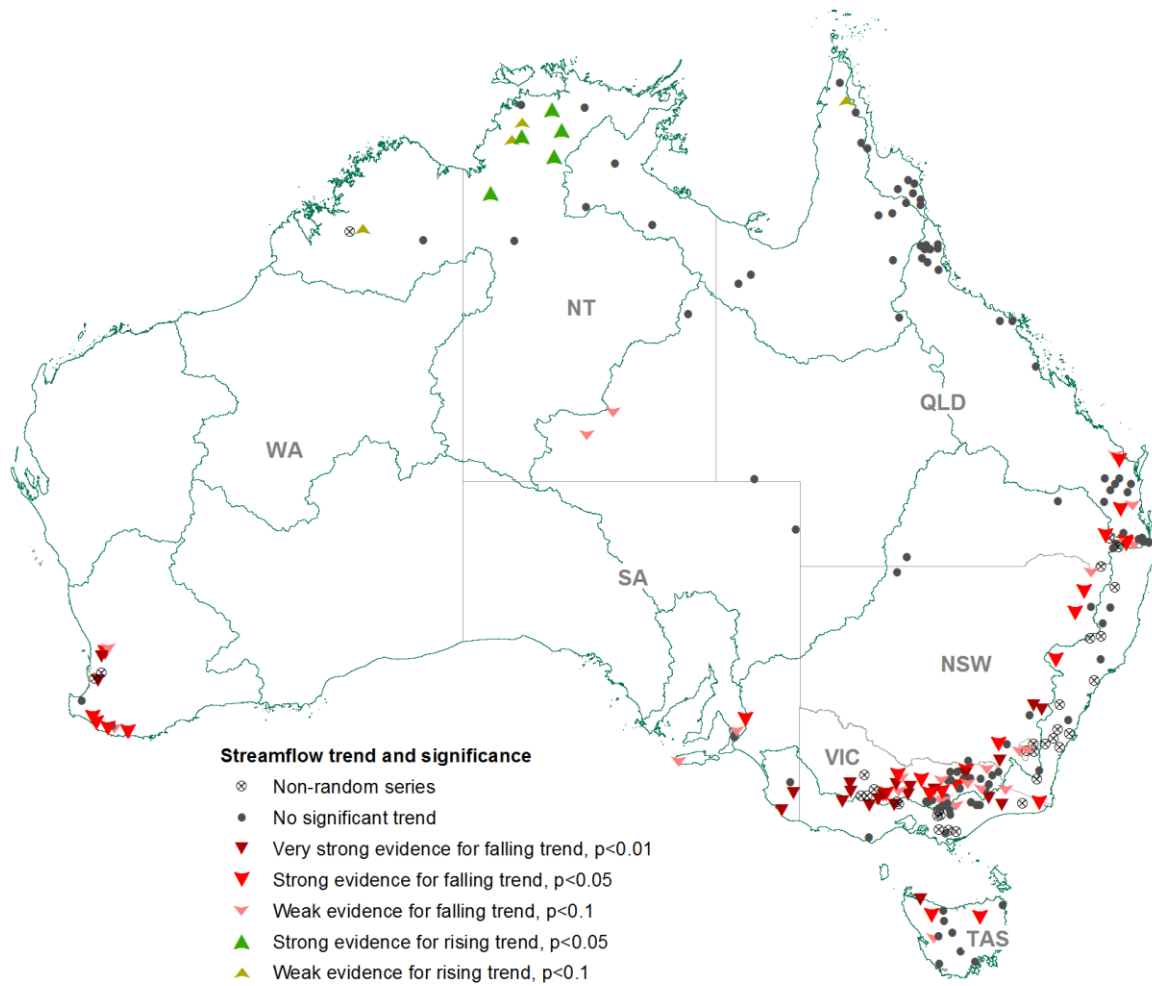 NT
QLD
WA
SA
NSW
VIC
TAS
Streamflow trend and significance
Non-random series
No significant trend
Very strong evidence for falling trend, p<0.01
Strong evidence for falling trend, p<0.05
Weak evidence for falling trend, p<0.1
Strong evidence for rising trend, p<0.05
Weak evidence for rising trend, p<0.1